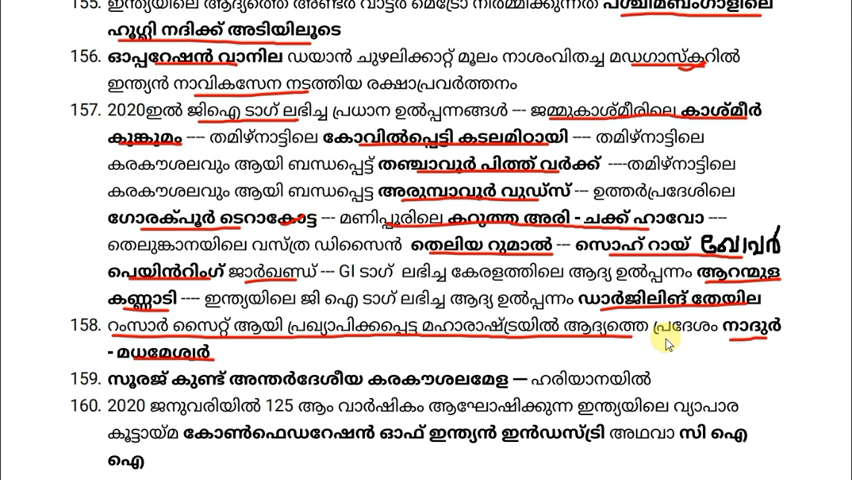 155. ഇന്ത്യയിലെ ആദ്യത്തെ അണ്ടർ വാട്ടർ മെട്രോ നിർമ്മിക്കുന്നത് പശ്ചിമബംഗാളിലെ
ഹൂഗ്ലി നദിക്ക് അടിയിലൂടെ
156. ഓപ്പറേഷൻ വാനില ഡയാൻ ചുഴലിക്കാറ്റ് മൂലം നാശംവിതച്ച മഡഗാസ്കറിൽ
ഇന്ത്യൻ നാവികസേന നടത്തിയ രക്ഷാപ്രവർത്തനം
157. 2020ഇൽ ജിഐ ടാഗ് ലഭിച്ച പ്രധാന ഉൽപ്പന്നങ്ങൾ --- ജമ്മുകാശ്മീരിലെ കാശ്മീർ
കുങ്കുമം ---- തമിഴ്നാട്ടിലെ കോവിൽപ്പെട്ടി കടലമിഠായി ---- തമിഴ്നാട്ടിലെ
കരകൗശലവും ആയി ബന്ധപ്പെട്ട് തഞ്ചാവൂർ പിത്ത് വർക്ക് ----തമിഴ്നാട്ടിലെ
കരകൗശലവും ആയി ബന്ധപ്പെട്ട അരുമ്പാവൂർ വുഡ്സ് --- ഉത്തർപ്രദേശിലെ
ഗോരക്പൂർ ടെറാകോട്ട --- മണിപ്പൂരിലെ കറുത്ത അരി - ചക്ക് ഹാവോ ----
തെലുങ്കാനയിലെ വസ്ത്ര ഡിസൈൻ തെലിയ റുമാൽ --- സൊഹ് റായ് ഖോവർ
പെയിൻറിംഗ് ജാർഖണ്ഡ് --- GI ടാഗ് ലഭിച്ച കേരളത്തിലെ ആദ്യ ഉൽപ്പന്നം ആറന്മുള
കണ്ണാടി ---- ഇന്ത്യയിലെ ജി ഐ ടാഗ് ലഭിച്ച ആദ്യ ഉൽപ്പന്നം ഡാർജിലിങ് തേയില
158. റംസാർ സൈറ്റ് ആയി പ്രഖ്യാപിക്കപ്പെട്ട മഹാരാഷ്ട്രയിൽ ആദ്യത്തെ പ്രദേശം നാദുർ
- മധമേശ്വർ
159. സൂരജ് കുണ്ട് അന്തർദേശീയ കരകൗശലമേള — ഹരിയാനയിൽ
160. 2020 ജനുവരിയിൽ 125 ആം വാർഷികം ആഘോഷിക്കുന്ന ഇന്ത്യയിലെ വ്യാപാര
കൂട്ടായ്മ കോൺഫെഡറേഷൻ ഓഫ് ഇന്ത്യൻ ഇൻഡസ്ട്രി അഥവാ സി ഐ
ഐ